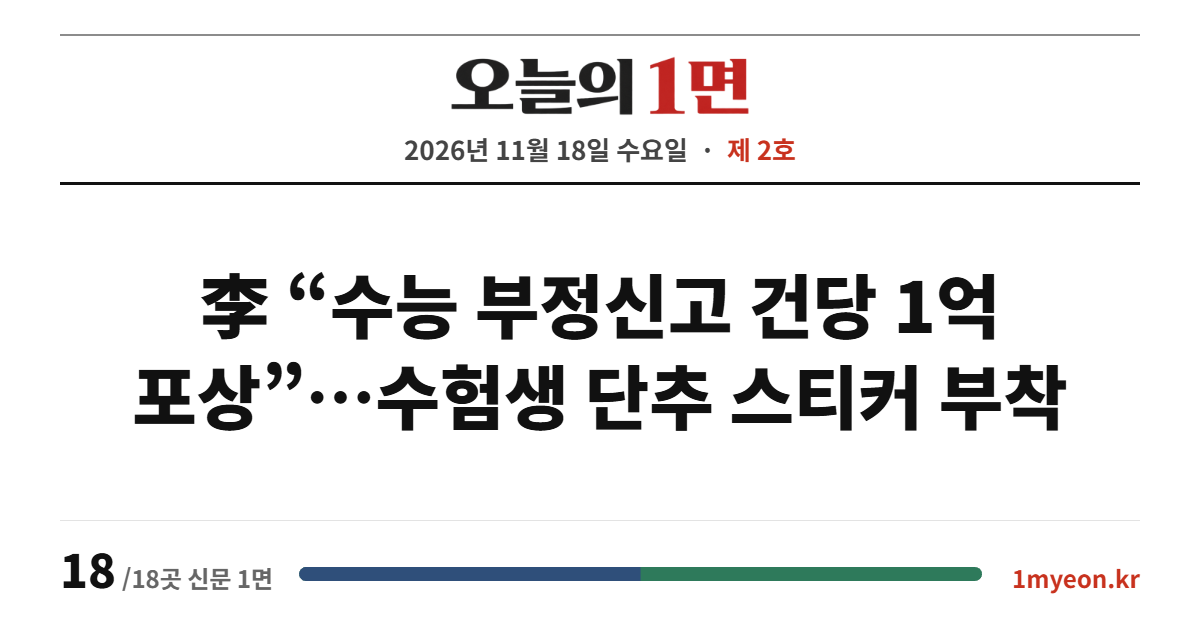 오늘의 1면
2026년 11월 18일 수요일 · 제 2호
李 “수능 부정신고 건당 1억
포상”…수험생 단추 스티커 부착
18 /18곳 신문 1면
1myeon.kr